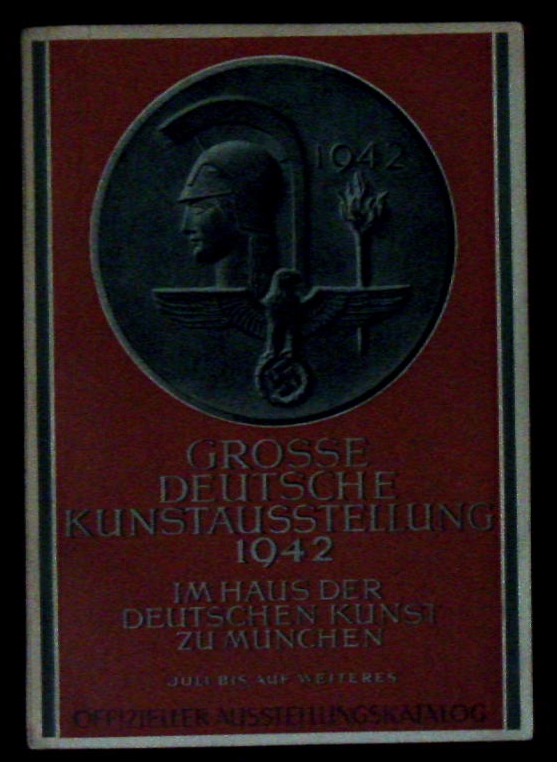 1942
GROSSE
DEUTSCHE
KUNSTAUSSTELLUNG
1942
IM HAUS DER
DEUTSCHEN KUNST
ZU MÜNCHEN
JULI BIS AUF WEITERES
OFFIZIELLER AUSSTELLUNGSKATALOG